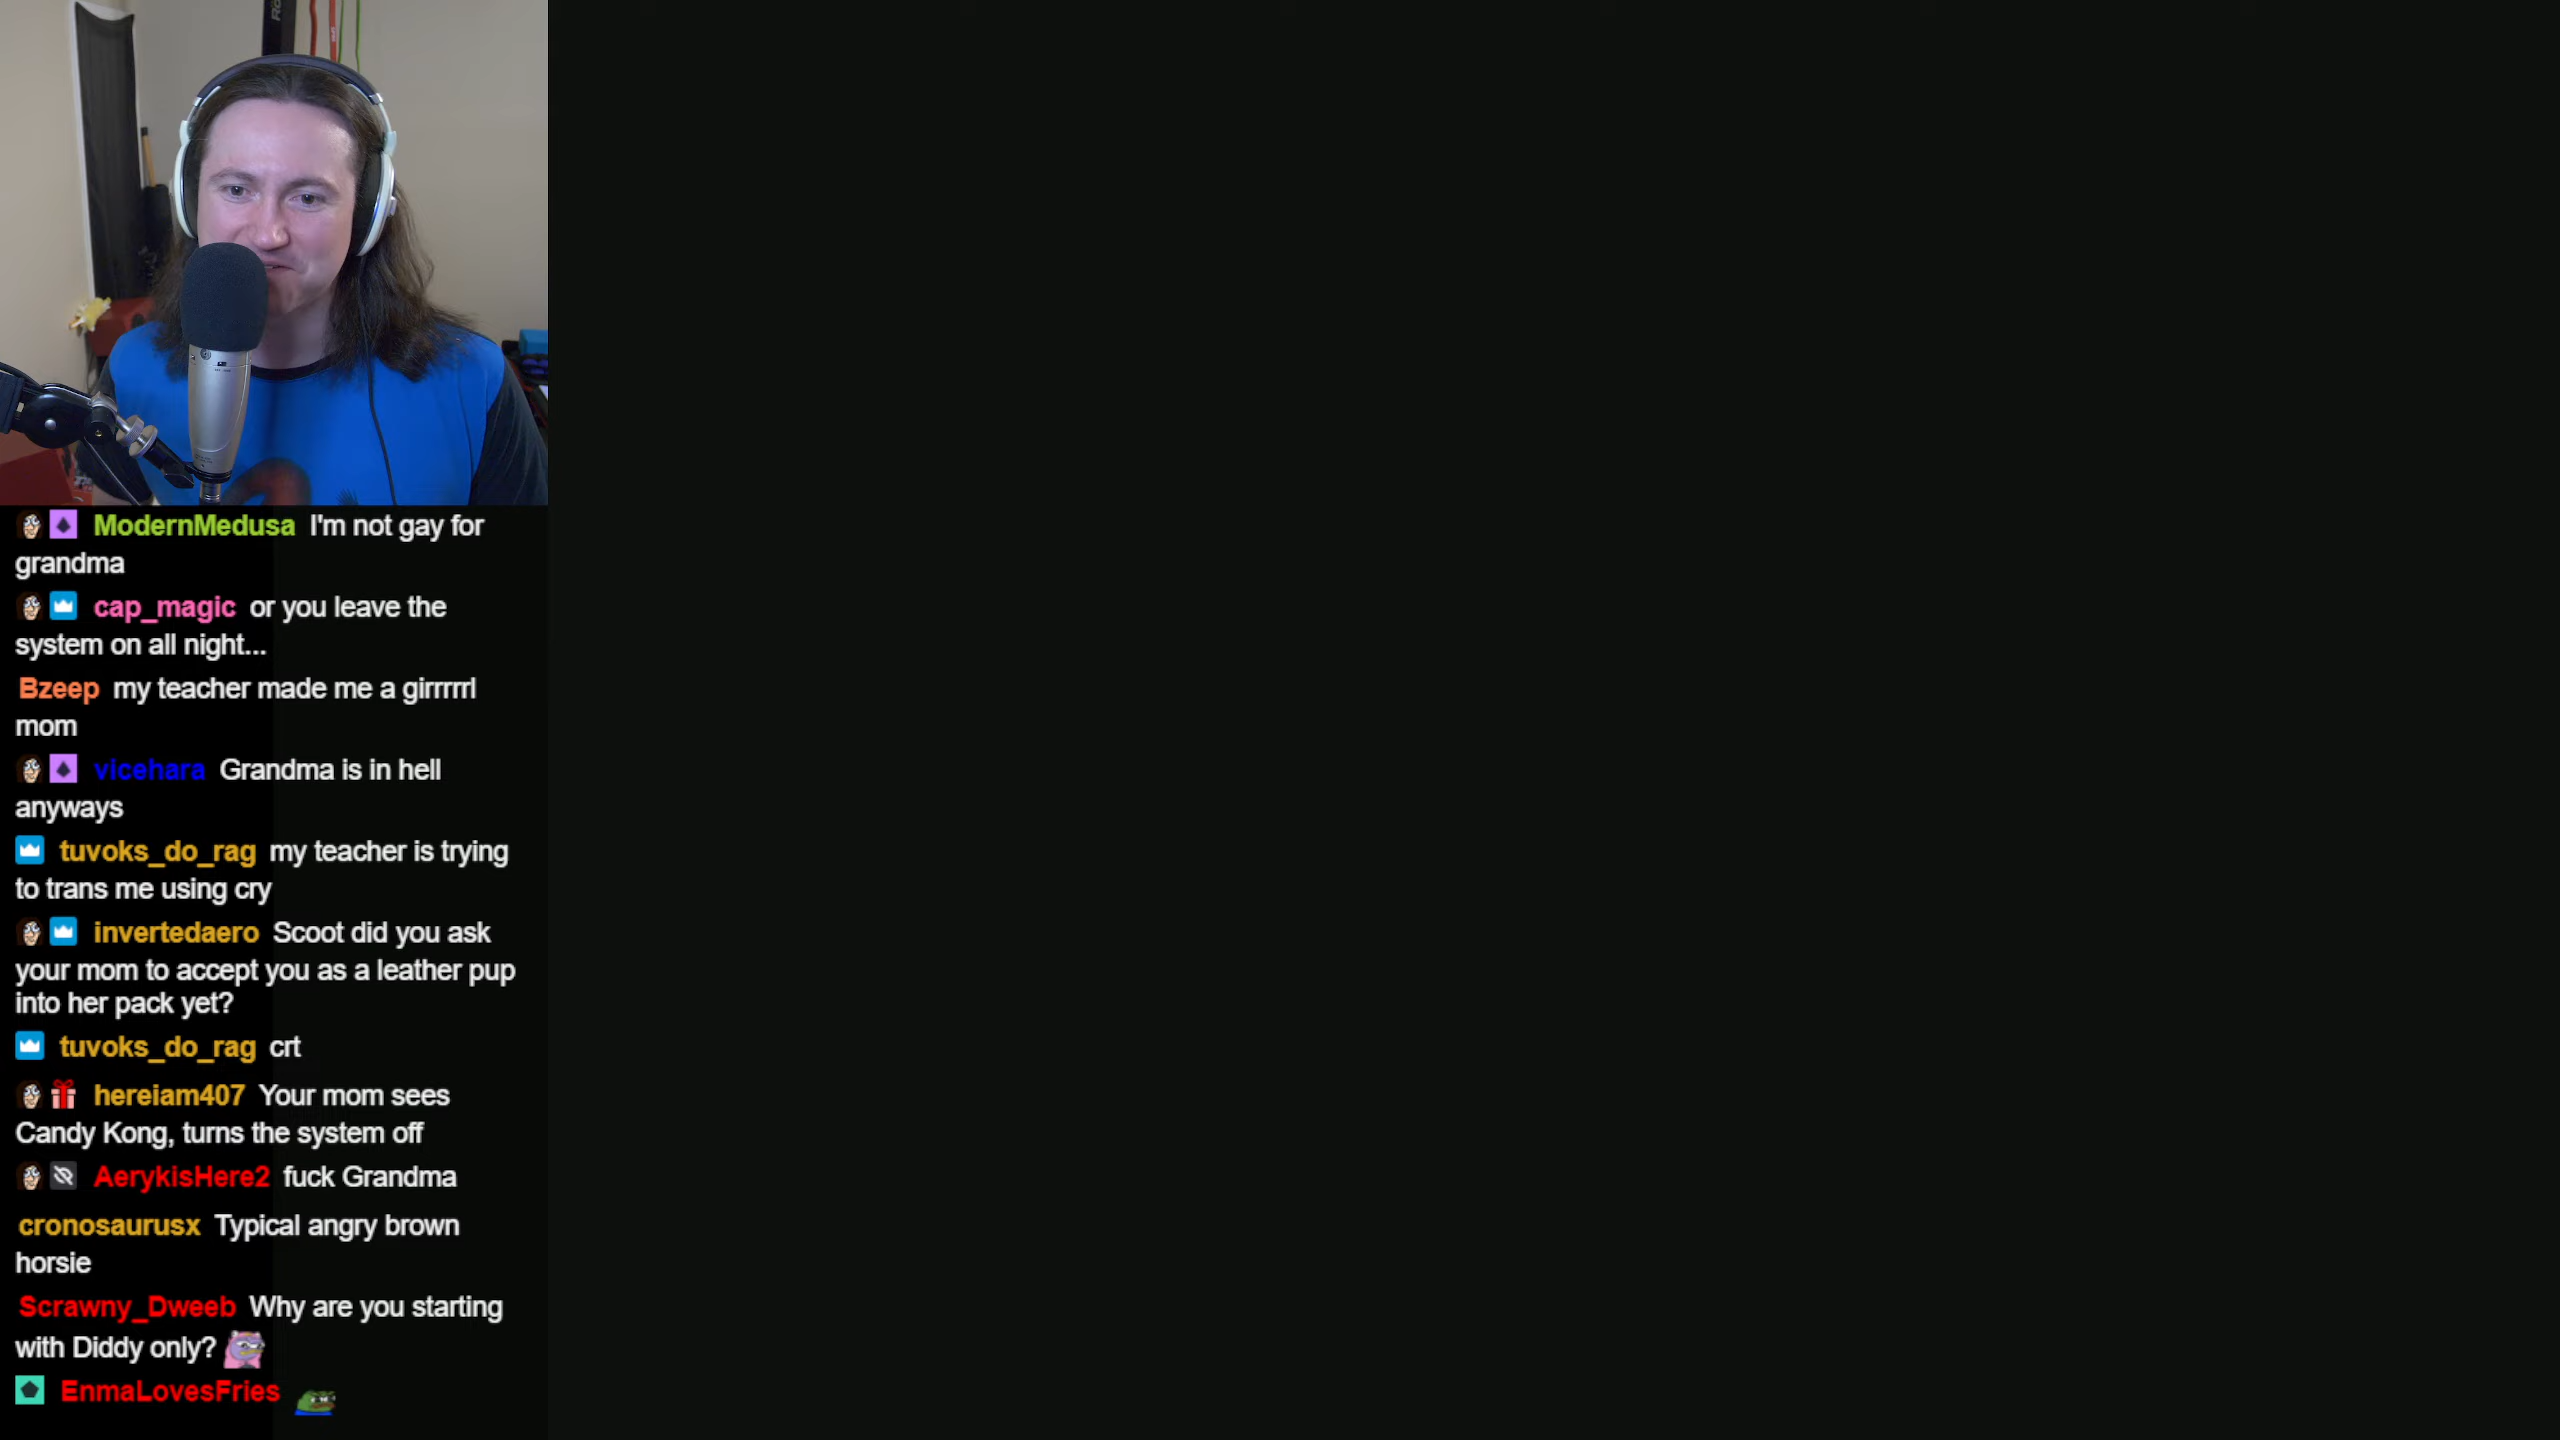 ModernMedusa I'm not gay for
grandma
cap_magic or you leave the
system on all night...
Bzeep my teacher made me a girrrrrl
mom
vicehara Grandma is in hell
anyways
tuvoks_do_rag my teacher is trying
to trans me using cry
invertedaero Scoot did you ask
your mom to accept you as a leather pup
into her pack yet?
tuvoks_do_rag crt
hereiam407 Your mom sees
Candy Kong, turns the system off
AerykisHere2 fuck Grandma
cronosaurusx Typical angry brown
horsie
Scrawny_Dweeb Why are you starting
with Diddy only?
EnmaLovesFries